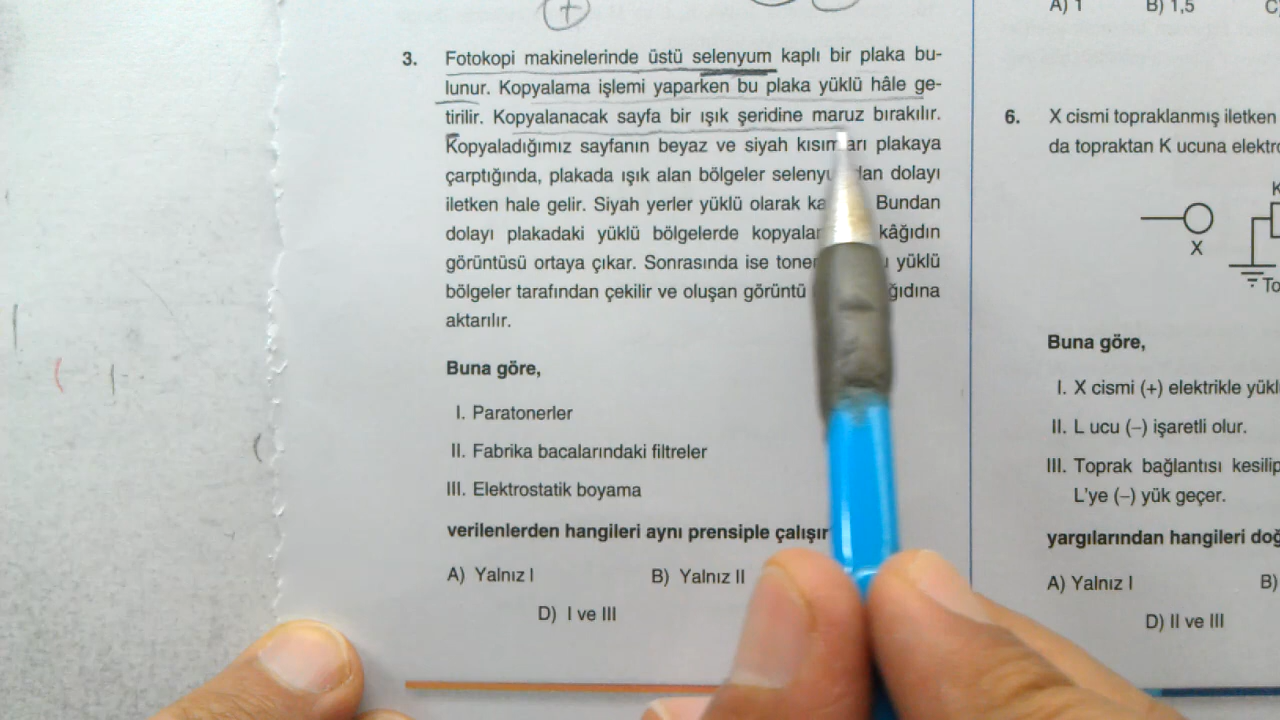 A) 1 B) 1,5
3. Fotokopi makinelerinde üstü selenyum kaplı bir plaka bu-
lunur. Kopyalama işlemi yaparken bu plaka yüklü hâle ge-
tirilir. Kopyalanacak sayfa bir ışık şeridine maruz bırakılır.
Kopyaladığımız sayfanın beyaz ve siyah plakaya
çarptığında, plakada ışık alan bölgeler dolayı
iletken hale gelir. Siyah yerler yüklü olarak Bundan
dolayı plakadaki yüklü bölgelerde kâğıdın
görüntüsü ortaya çıkar. Sonrasında ise yüklü
bölgeler tarafından çekilir ve oluşan görüntü
aktarılır.
Buna göre,
I. Paratonerler
II. Fabrika bacalarındaki filtreler
III. Elektrostatik boyama
verilenlerden hangileri aynı prensiple çalışır
A) Yalnız I B) Yalnız II
D) I ve III
6. X cismi topraklanmış iletken
da topraktan K ucuna
K
X
Buna göre,
I. X cismi (+) elektrikle
II. L ucu (–) işaretli olur.
III. Toprak bağlantısı
L'ye (–) yük geçer.
yargılarından hangileri
A) Yalnız I B)
D) II ve III